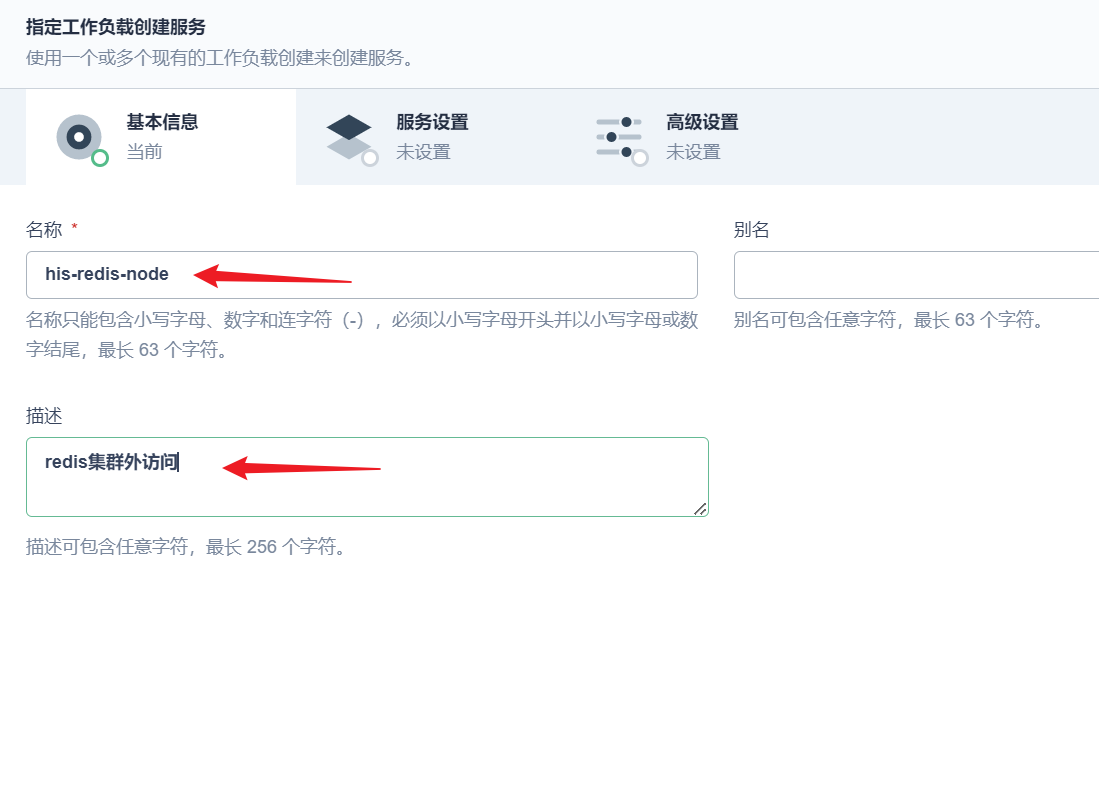 指定工作负载创建服务
使用一个或多个现有的工作负载创建来创建服务。
基本信息
当前
服务设置
未设置
高级设置
未设置
名称 *
别名
his-redis-node
名称只能包含小写字母、数字和连字符（-），必须以小写字母开头并以小写字母或数
字结尾，最长 63 个字符。
别名可包含任意字符，最长 63 个字符。
描述
redis集群外访问
描述可包含任意字符，最长 256 个字符。